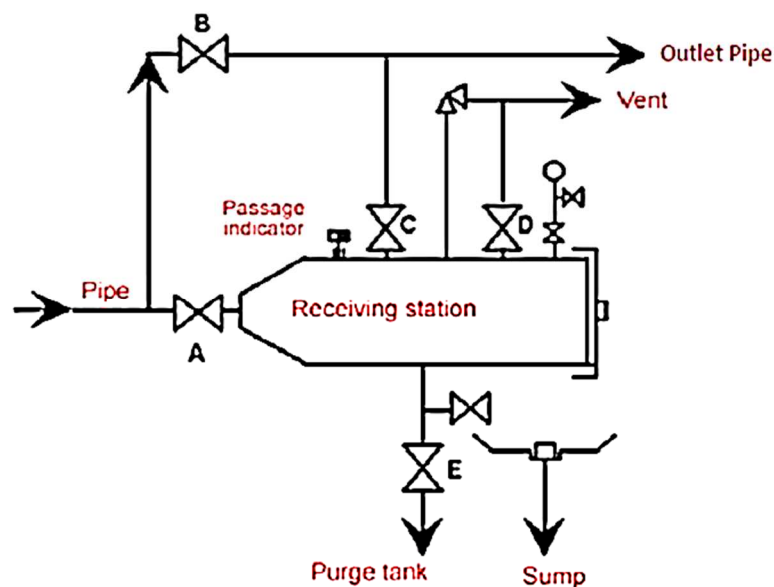 B
Outlet Pipe
Vent
Passage
indicator
C
D
Pipe
Receiving station
A
E
Purge tank
Sump